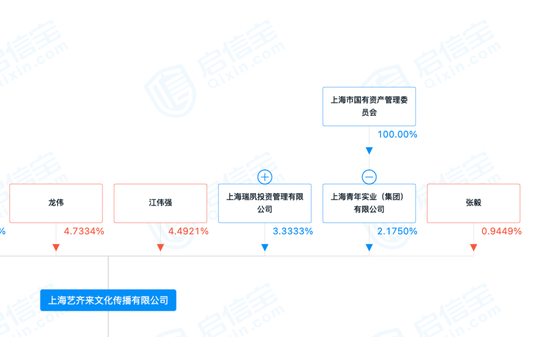 上海市国有资产管理委
员会
100.00%
龙伟
江伟强
上海瑞夙投资管理有限
公司
上海青年实业（集团）
有限公司
张毅
%
4.7334%
4.4921%
3.3333%
2.1750%
0.9449%
上海艺齐来文化传播有限公司
启信宝
Qixin.com